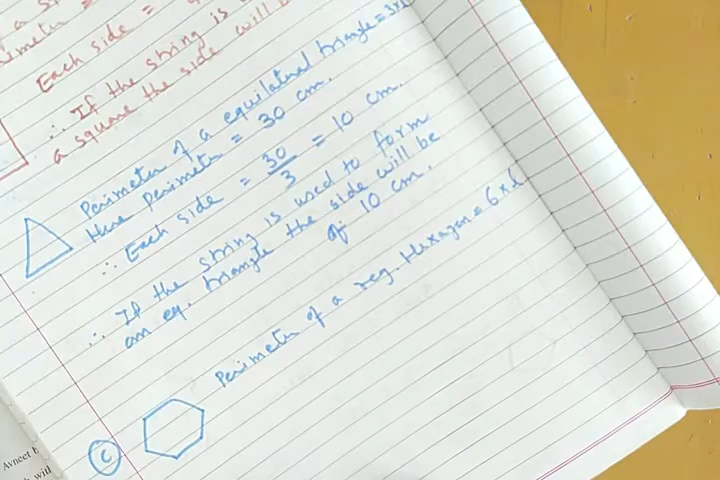 Each side =
∴ If the string is
a square the side will
Perimeter of a equilateral triangle = 3×
Here perimeter = 30 cm.
∴ Each side = 30/3 = 10 cm.
∴ If the string is used to form
an eq. triangle the side will be
of 10 cm.
(c) Perimeter of a reg. Hexagon = 6 ×
Avneet